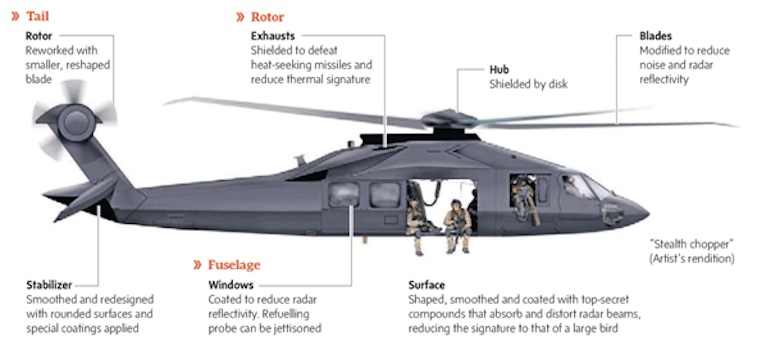 » Tail
Rotor
Reworked with
smaller, reshaped
blade
» Rotor
Exhausts
Shielded to defeat
heat-seeking missiles and
reduce thermal signature
Hub
Shielded by disk
Blades
Modified to reduce
noise and radar
reflectivity
Stabilizer
Smoothed and redesigned
with rounded surfaces and
special coatings applied
» Fuselage
Windows
Coated to reduce radar
reflectivity. Refuelling
probe can be jettisoned
Surface
Shaped, smoothed and coated with top-secret
compounds that absorb and distort radar beams,
reducing the signature to that of a large bird
"Stealth chopper"
(Artist's rendition)